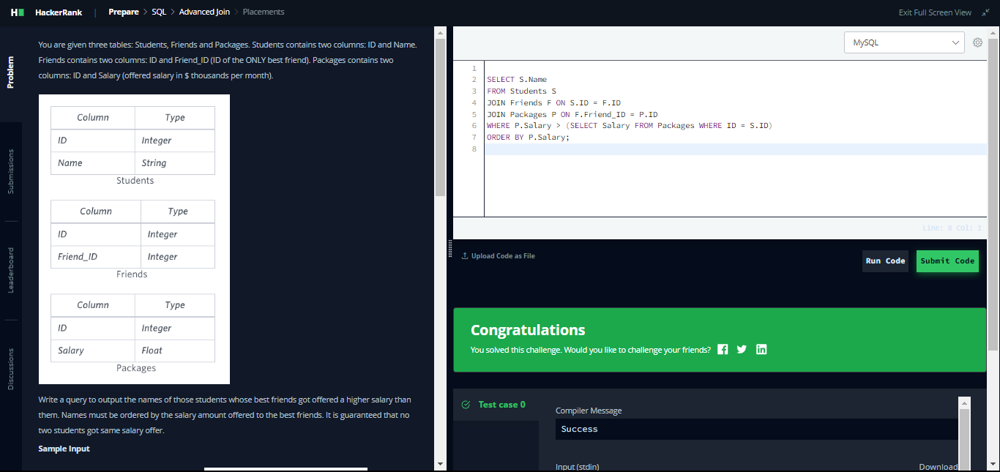 HackerRank | Prepare > SQL > Advanced Join > Placements
Exit Full Screen View
Problem
Submissions
Leaderboard
Discussions
You are given three tables: Students, Friends and Packages. Students contains two columns: ID and Name.
Friends contains two columns: ID and Friend_ID (ID of the ONLY best friend). Packages contains two
columns: ID and Salary (offered salary in $ thousands per month).
Column Type
ID Integer
Name String
Students
Column Type
ID Integer
Friend_ID Integer
Friends
Column Type
ID Integer
Salary Float
Packages
Write a query to output the names of those students whose best friends got offered a higher salary than
them. Names must be ordered by the salary amount offered to the best friends. It is guaranteed that no
two students got same salary offer.
Sample Input
MySQL
1
2 SELECT S.Name
3 FROM Students S
4 JOIN Friends F ON S.ID = F.ID
5 JOIN Packages P ON F.Friend_ID = P.ID
6 WHERE P.Salary > (SELECT Salary FROM Packages WHERE ID = S.ID)
7 ORDER BY P.Salary;
8
Line: 8 Col: 1
Upload Code as File
Run Code
Submit Code
Congratulations
You solved this challenge. Would you like to challenge your friends?
Test case 0
Compiler Message
Success
Input (stdin)
Download